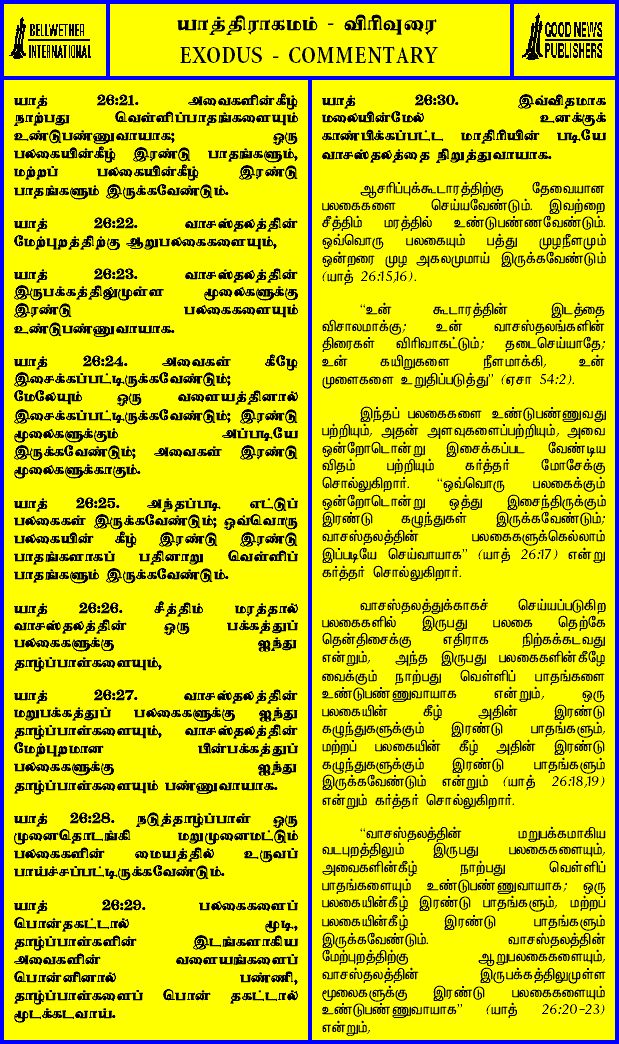 BELLWETHER
INTERNATIONAL
யாத்திராகமம் - விரிவுரை
EXODUS - COMMENTARY
GOOD NEWS
PUBLISHERS
யாத் 26:21. அவைகளின்கீழ்
நாற்பது வெள்ளிப்பாதங்களையும்
உண்டுபண்ணுவாயாக; ஒரு
பலகையின்கீழ் இரண்டு பாதங்களும்,
மற்றப் பலகையின்கீழ் இரண்டு
பாதங்களும் இருக்கவேண்டும்.
யாத் 26:22. வாசஸ்தலத்தின்
மேற்புறத்திற்கு ஆறுபலகைகளையும்,
யாத் 26:23. வாசஸ்தலத்தின்
இருபக்கத்திலுமுள்ள மூலைகளுக்கு
இரண்டு பலகைகளையும்
உண்டுபண்ணுவாயாக.
யாத் 26:24. அவைகள் கீழே
இசைக்கப்பட்டிருக்கவேண்டும்;
மேலேயும் ஒரு வளையத்தினால்
இசைக்கப்பட்டிருக்கவேண்டும்; இரண்டு
மூலைகளுக்கும் அப்படியே
இருக்கவேண்டும்; அவைகள் இரண்டு
மூலைகளுக்காகும்.
யாத் 26:25. அந்தப்படி எட்டுப்
பலகைகள் இருக்கவேண்டும்; ஒவ்வொரு
பலகையின் கீழ் இரண்டு இரண்டு
பாதங்களாகப் பதினாறு வெள்ளிப்
பாதங்களும் இருக்கவேண்டும்.
யாத் 26:26. சீத்திம் மரத்தால்
வாசஸ்தலத்தின் ஒரு பக்கத்துப்
பலகைகளுக்கு ஐந்து
தாழ்ப்பாள்களையும்,
யாத் 26:27. வாசஸ்தலத்தின்
மறுபக்கத்துப் பலகைகளுக்கு ஐந்து
தாழ்ப்பாள்களையும், வாசஸ்தலத்தின்
மேற்புறமான பின்பக்கத்துப்
பலகைகளுக்கு ஐந்து
தாழ்ப்பாள்களையும் பண்ணுவாயாக.
யாத் 26:28. நடுத்தாழ்ப்பாள் ஒரு
முனைதொடங்கி மறுமுனைமட்டும்
பலகைகளின் மையத்தில் உருவப்
பாய்ச்சப்பட்டிருக்கவேண்டும்.
யாத் 26:29. பலகைகளைப்
பொன்தகட்டால் மூடி,
தாழ்ப்பாள்களின் இடங்களாகிய
அவைகளின் வளையங்களைப்
பொன்னினால் பண்ணி,
தாழ்ப்பாள்களைப் பொன் தகட்டால்
மூடக்கடவாய்.
யாத் 26:30. இவ்விதமாக
மலையின்மேல் உனக்குக்
காண்பிக்கப்பட்ட மாதிரியின் படியே
வாசஸ்தலத்தை நிறுத்துவாயாக.
ஆசரிப்புக்கூடாரத்திற்கு தேவையான
பலகைகளை செய்யவேண்டும். இவற்றை
சீத்திம் மரத்தில் உண்டுபண்ணவேண்டும்.
ஒவ்வொரு பலகையும் பத்து முழநீளமும்
ஒன்றரை முழ அகலமுமாய் இருக்கவேண்டும்
(யாத் 26:15,16).
“உன் கூடாரத்தின் இடத்தை
விசாலமாக்கு; உன் வாசஸ்தலங்களின்
திரைகள் விரிவாகட்டும்; தடைசெய்யாதே;
உன் கயிறுகளை நீளமாக்கி, உன்
முளைகளை உறுதிப்படுத்து” (ஏசா 54:2).
இந்தப் பலகைகளை உண்டுபண்ணுவது
பற்றியும், அதன் அளவுகளைப்பற்றியும், அவை
ஒன்றோடொன்று இசைக்கப்பட வேண்டிய
விதம் பற்றியும் கர்த்தர் மோசேக்கு
சொல்லுகிறார். “ஒவ்வொரு பலகைக்கும்
ஒன்றோடொன்று ஒத்து இசைந்திருக்கும்
இரண்டு கழுந்துகள் இருக்கவேண்டும்;
வாசஸ்தலத்தின் பலகைகளுக்கெல்லாம்
இப்படியே செய்வாயாக” (யாத் 26:17) என்று
கர்த்தர் சொல்லுகிறார்.
வாசஸ்தலத்துக்காகச் செய்யப்படுகிற
பலகைகளில் இருபது பலகை தெற்கே
தென்திசைக்கு எதிராக நிற்கக்கடவது
என்றும், அந்த இருபது பலகைகளின்கீழே
வைக்கும் நாற்பது வெள்ளிப் பாதங்களை
உண்டுபண்ணுவாயாக என்றும், ஒரு
பலகையின் கீழ் அதின் இரண்டு
கழுந்துகளுக்கும் இரண்டு பாதங்களும்,
மற்றப் பலகையின் கீழ் அதின் இரண்டு
கழுந்துகளுக்கும் இரண்டு பாதங்களும்
இருக்கவேண்டும் என்றும் (யாத் 26:18,19)
என்றும் கர்த்தர் சொல்லுகிறார்.
“வாசஸ்தலத்தின் மறுபக்கமாகிய
வடபுறத்திலும் இருபது பலகைகளையும்,
அவைகளின்கீழ் நாற்பது வெள்ளிப்
பாதங்களையும் உண்டுபண்ணுவாயாக; ஒரு
பலகையின்கீழ் இரண்டு பாதங்களும், மற்றப்
பலகையின்கீழ் இரண்டு பாதங்களும்
இருக்கவேண்டும். வாசஸ்தலத்தின்
மேற்புறத்திற்கு ஆறுபலகைகளையும்,
வாசஸ்தலத்தின் இருபக்கத்திலுமுள்ள
மூலைகளுக்கு இரண்டு பலகைகளையும்
உண்டுபண்ணுவாயாக” (யாத் 26:20-23)
என்றும்,